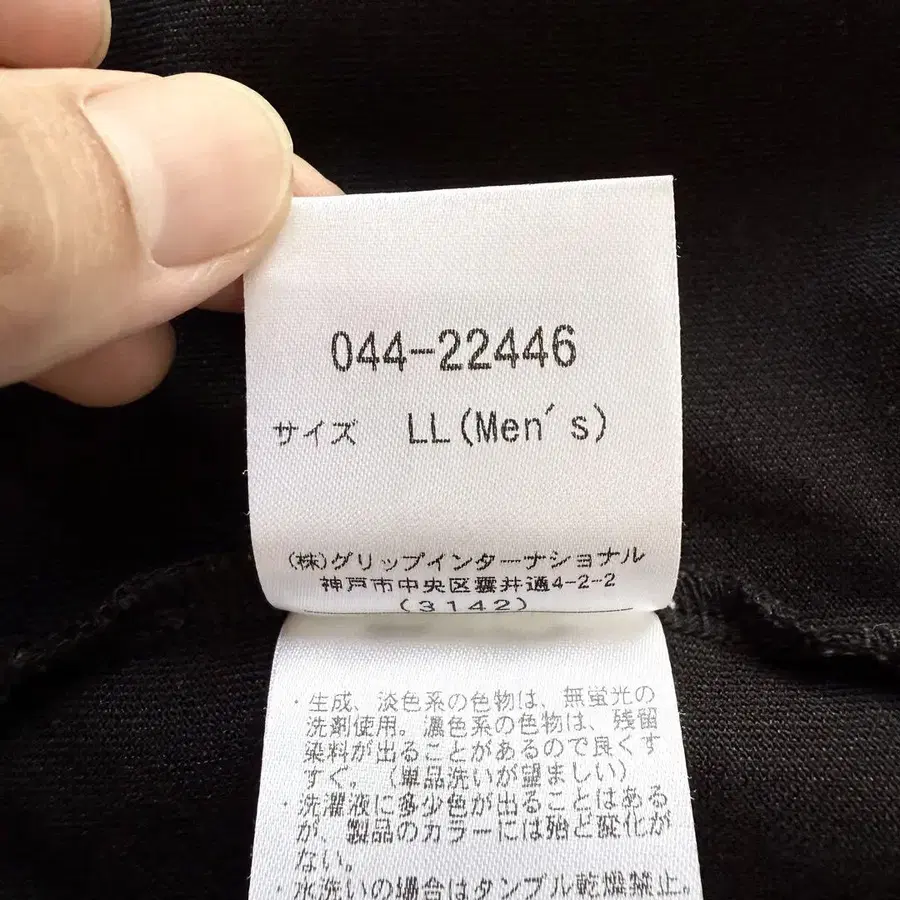 044-22446
サイズ LL(Men's)
(株)グリップインターナショナル
神戸市中央区雲井通4-2-2
(3142)
・生成、淡色系の色物は、無蛍光の
洗剤使用。濃色系の色物は、残留
染料が出ることがあるので良くす
すぐ。(単品洗いが望ましい)
・洗濯液に多少色が出ることはある
が、製品のカラーには殆ど変化が
ない。
・水洗いの場合はタンブル乾燥禁止。